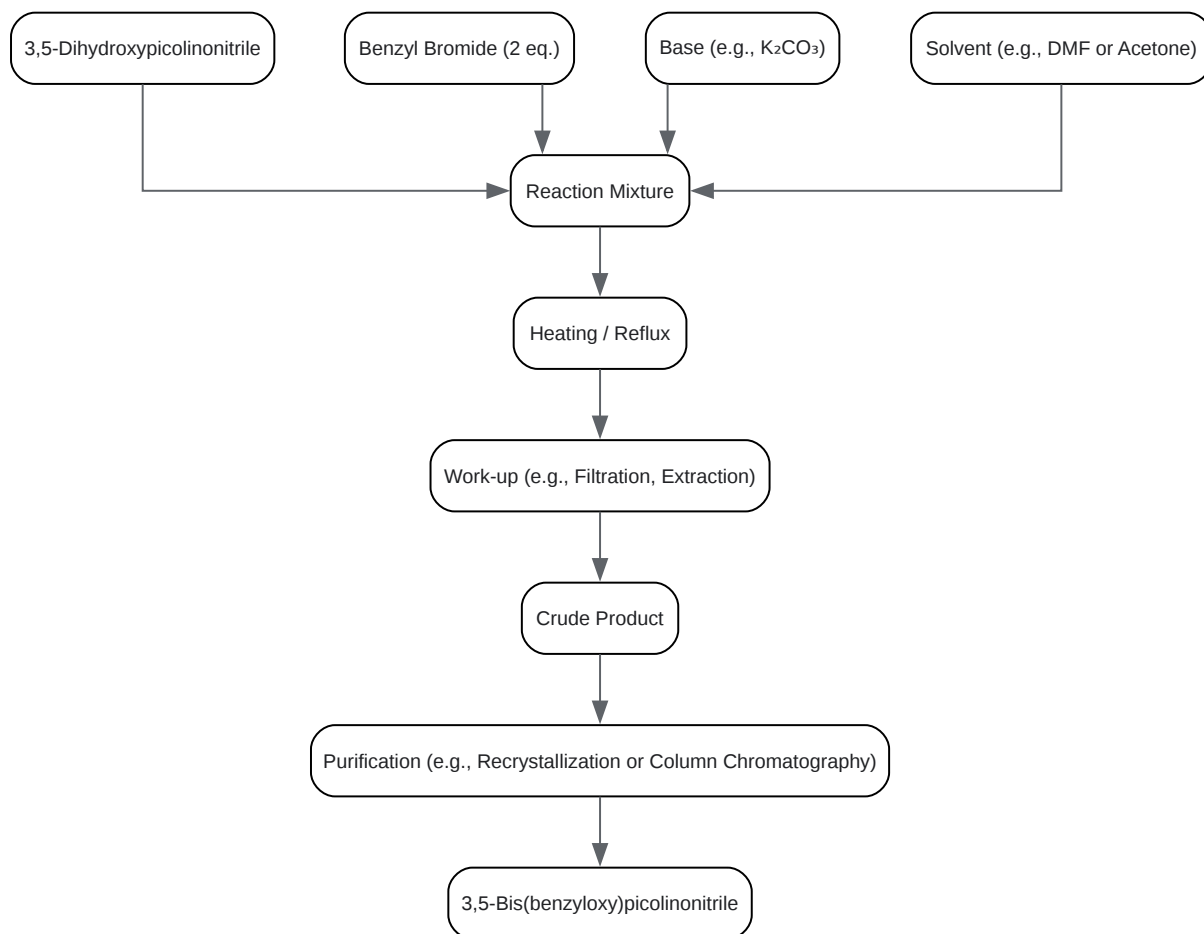 3,5-Dihydroxypicolinonitrile
Benzyl Bromide (2 eq.)
Base (e.g., K₂CO₃)
Solvent (e.g., DMF or Acetone)
Reaction Mixture
Heating / Reflux
Work-up (e.g., Filtration, Extraction)
Crude Product
Purification (e.g., Recrystallization or Column Chromatography)
3,5-Bis(benzyloxy)picolinonitrile